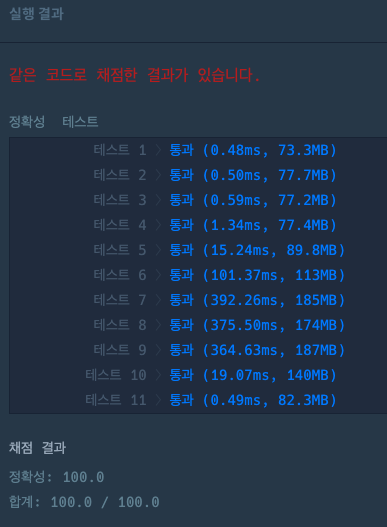 실행 결과
같은 코드로 채점한 결과가 있습니다.
정확성 테스트
테스트 1 〉 통과 (0.48ms, 73.3MB)
테스트 2 〉 통과 (0.50ms, 77.7MB)
테스트 3 〉 통과 (0.59ms, 77.2MB)
테스트 4 〉 통과 (1.34ms, 77.4MB)
테스트 5 〉 통과 (15.24ms, 89.8MB)
테스트 6 〉 통과 (101.37ms, 113MB)
테스트 7 〉 통과 (392.26ms, 185MB)
테스트 8 〉 통과 (375.50ms, 174MB)
테스트 9 〉 통과 (364.63ms, 187MB)
테스트 10 〉 통과 (19.07ms, 140MB)
테스트 11 〉 통과 (0.49ms, 82.3MB)
채점 결과
정확성: 100.0
합계: 100.0 / 100.0